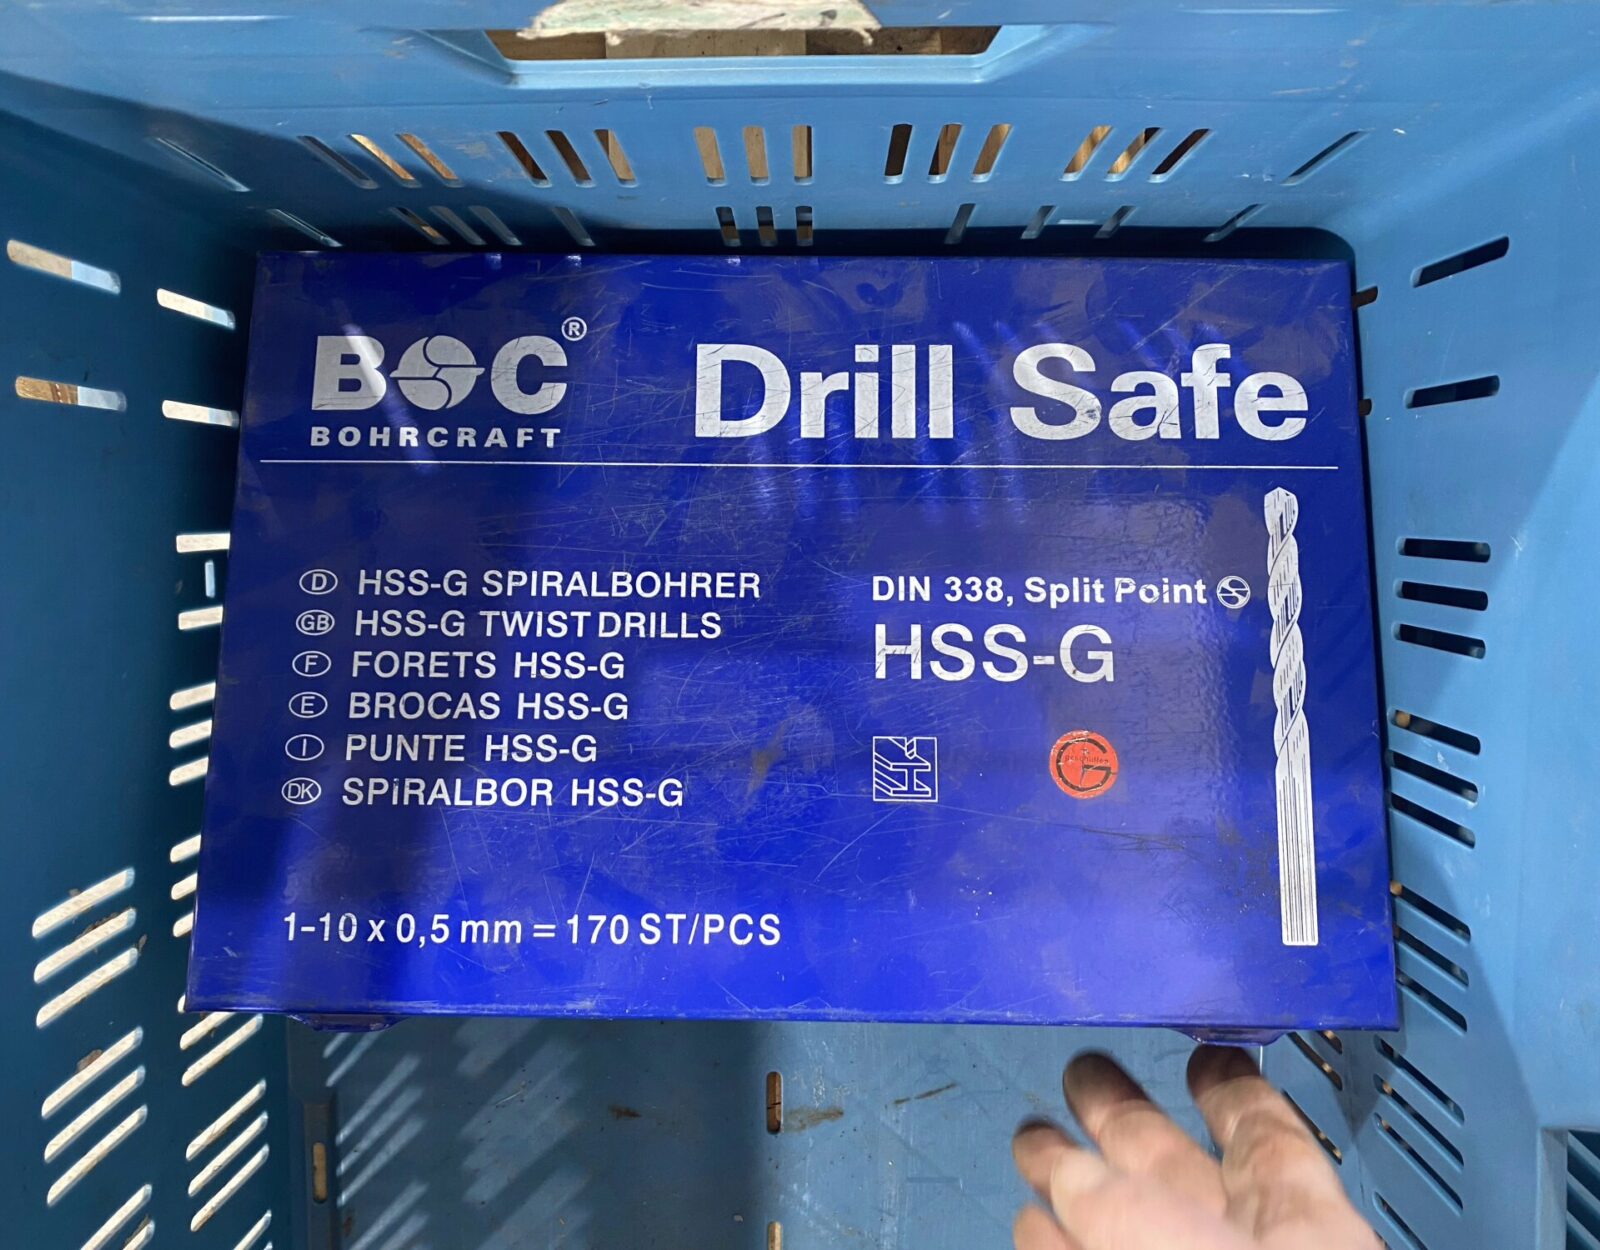 BOC®
BOHRCRAFT
Drill Safe
D HSS-G SPIRALBOHRER
GB HSS-G TWIST DRILLS
F FORETS HSS-G
E BROCAS HSS-G
I PUNTE HSS-G
DK SPIRALBOR HSS-G
DIN 338, Split Point
HSS-G
G
geschliffen
1-10 x 0,5 mm = 170 ST/PCS